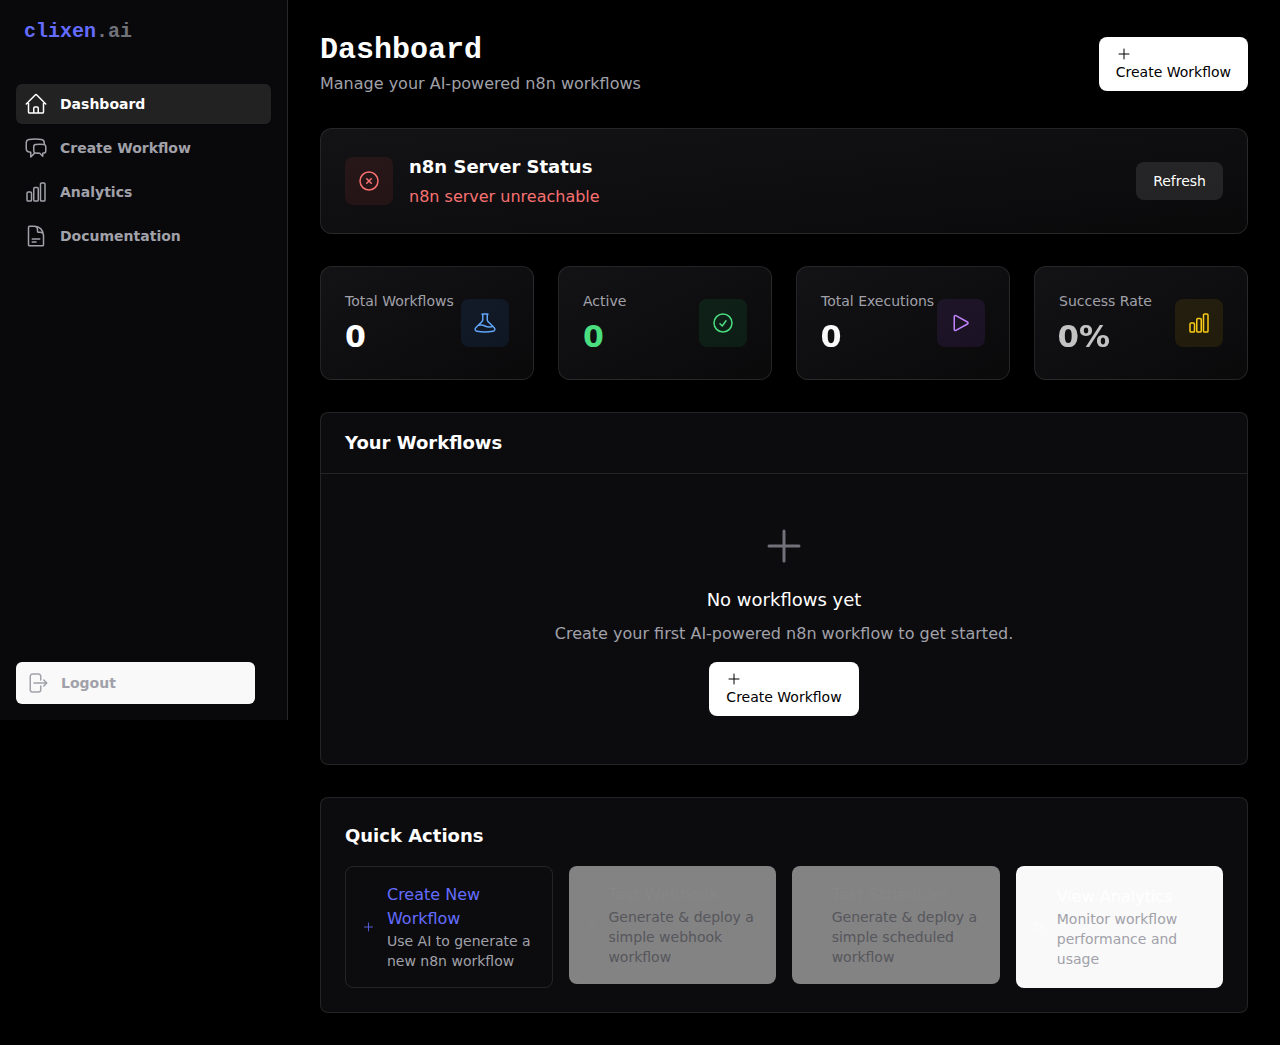 clixen.ai
Dashboard
Create Workflow
Analytics
Documentation
Logout
Dashboard
Manage your AI-powered n8n workflows
Create Workflow
n8n Server Status
n8n server unreachable
Refresh
Total Workflows
0
Active
0
Total Executions
0
Success Rate
0%
Your Workflows
No workflows yet
Create your first AI-powered n8n workflow to get started.
Create Workflow
Quick Actions
Create New
Workflow
Use AI to generate a
new n8n workflow
Generate & deploy a
simple webhook
workflow
Generate & deploy a
simple scheduled
workflow
View Analytics
Monitor workflow
performance and
usage